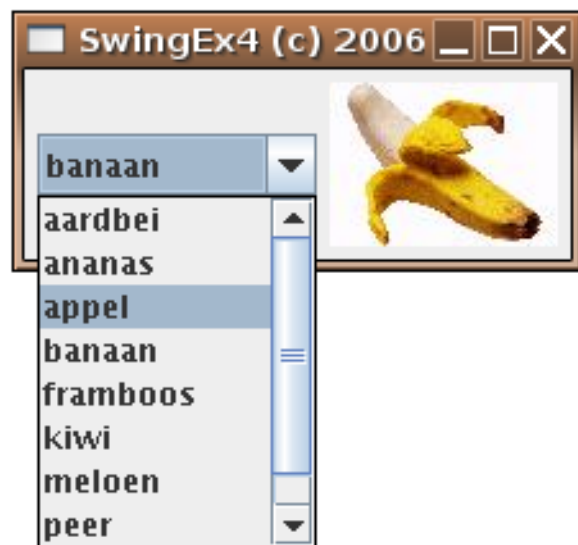 SwingEx4 (c) 2006
banaan
aardbei
ananas
appel
banaan
framboos
kiwi
meloen
peer